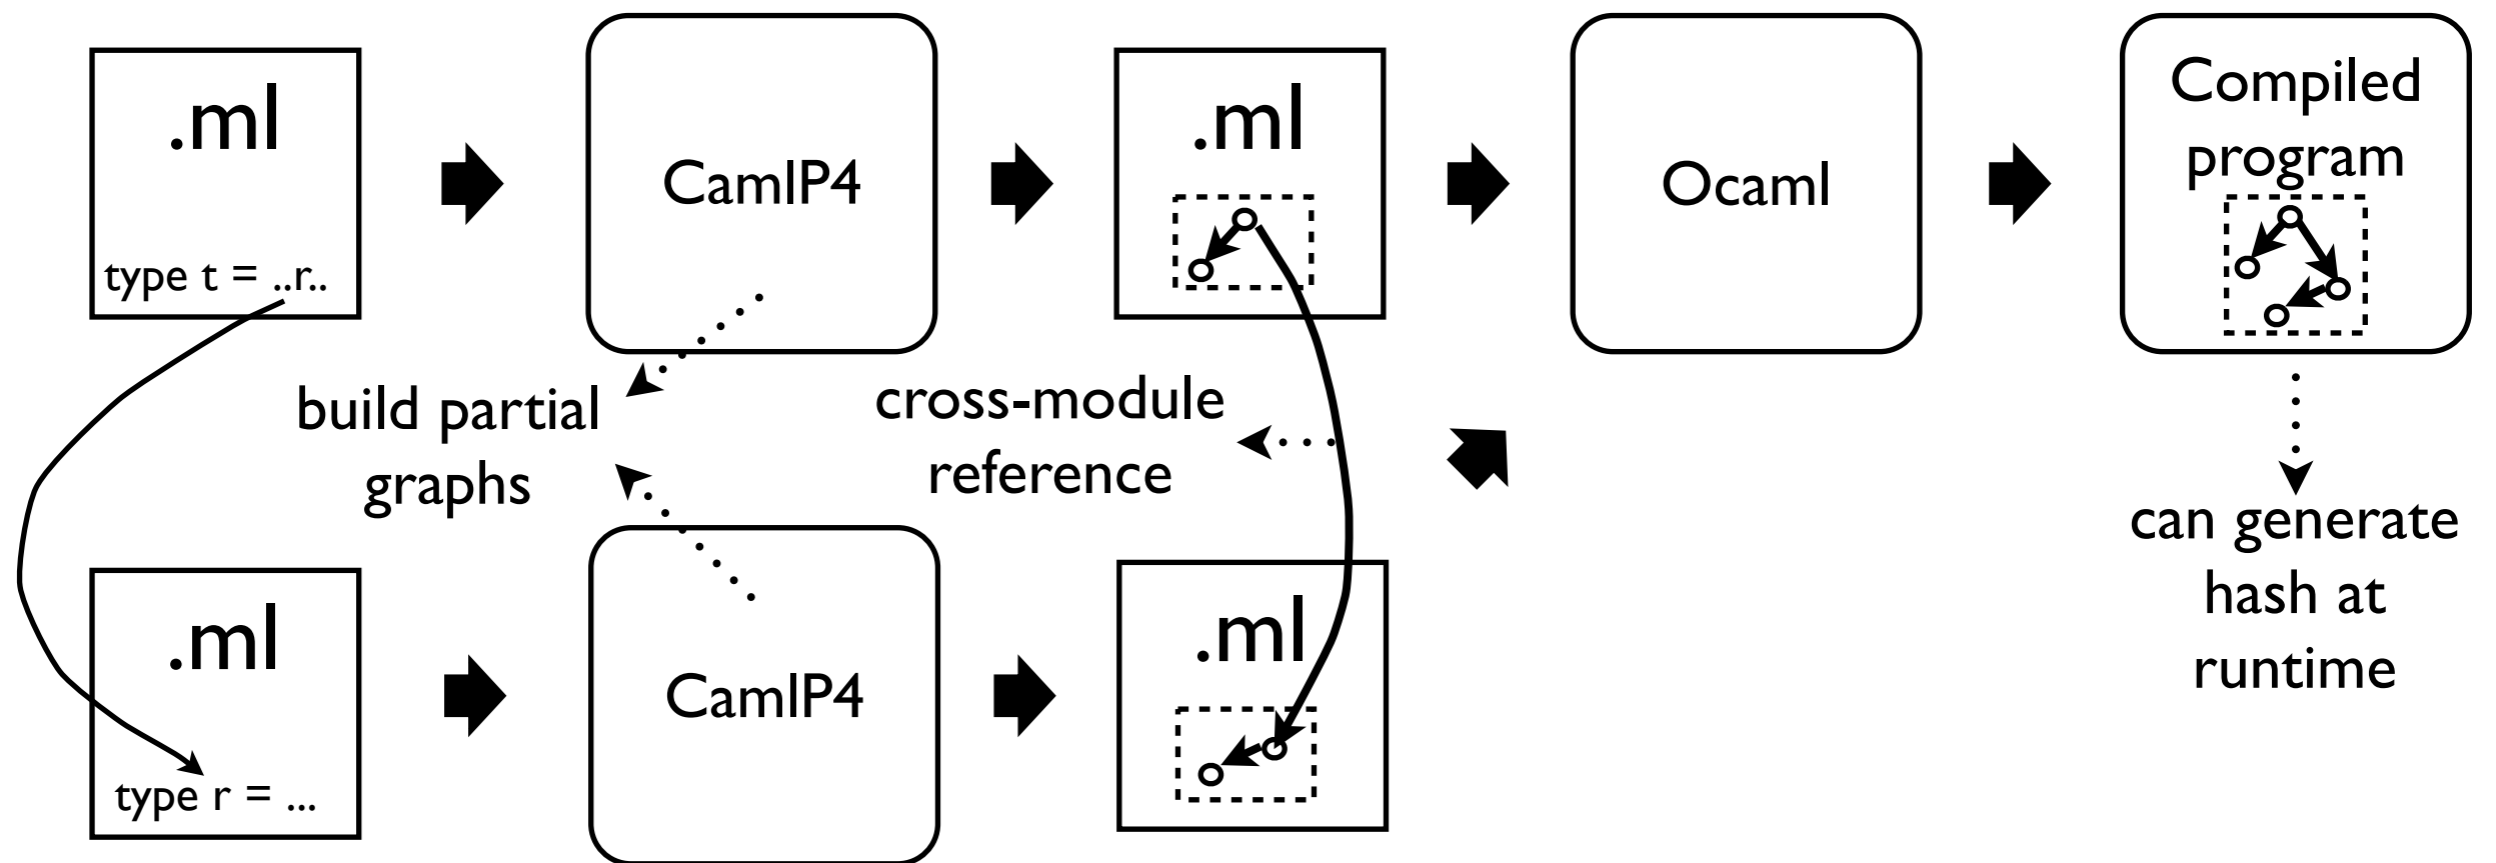 .ml
type t = ..r..
CamlP4
.ml
Ocaml
Compiled
program
build partial
graphs
cross-module
reference
can generate
hash at
runtime
.ml
type r = ...
CamlP4
.ml